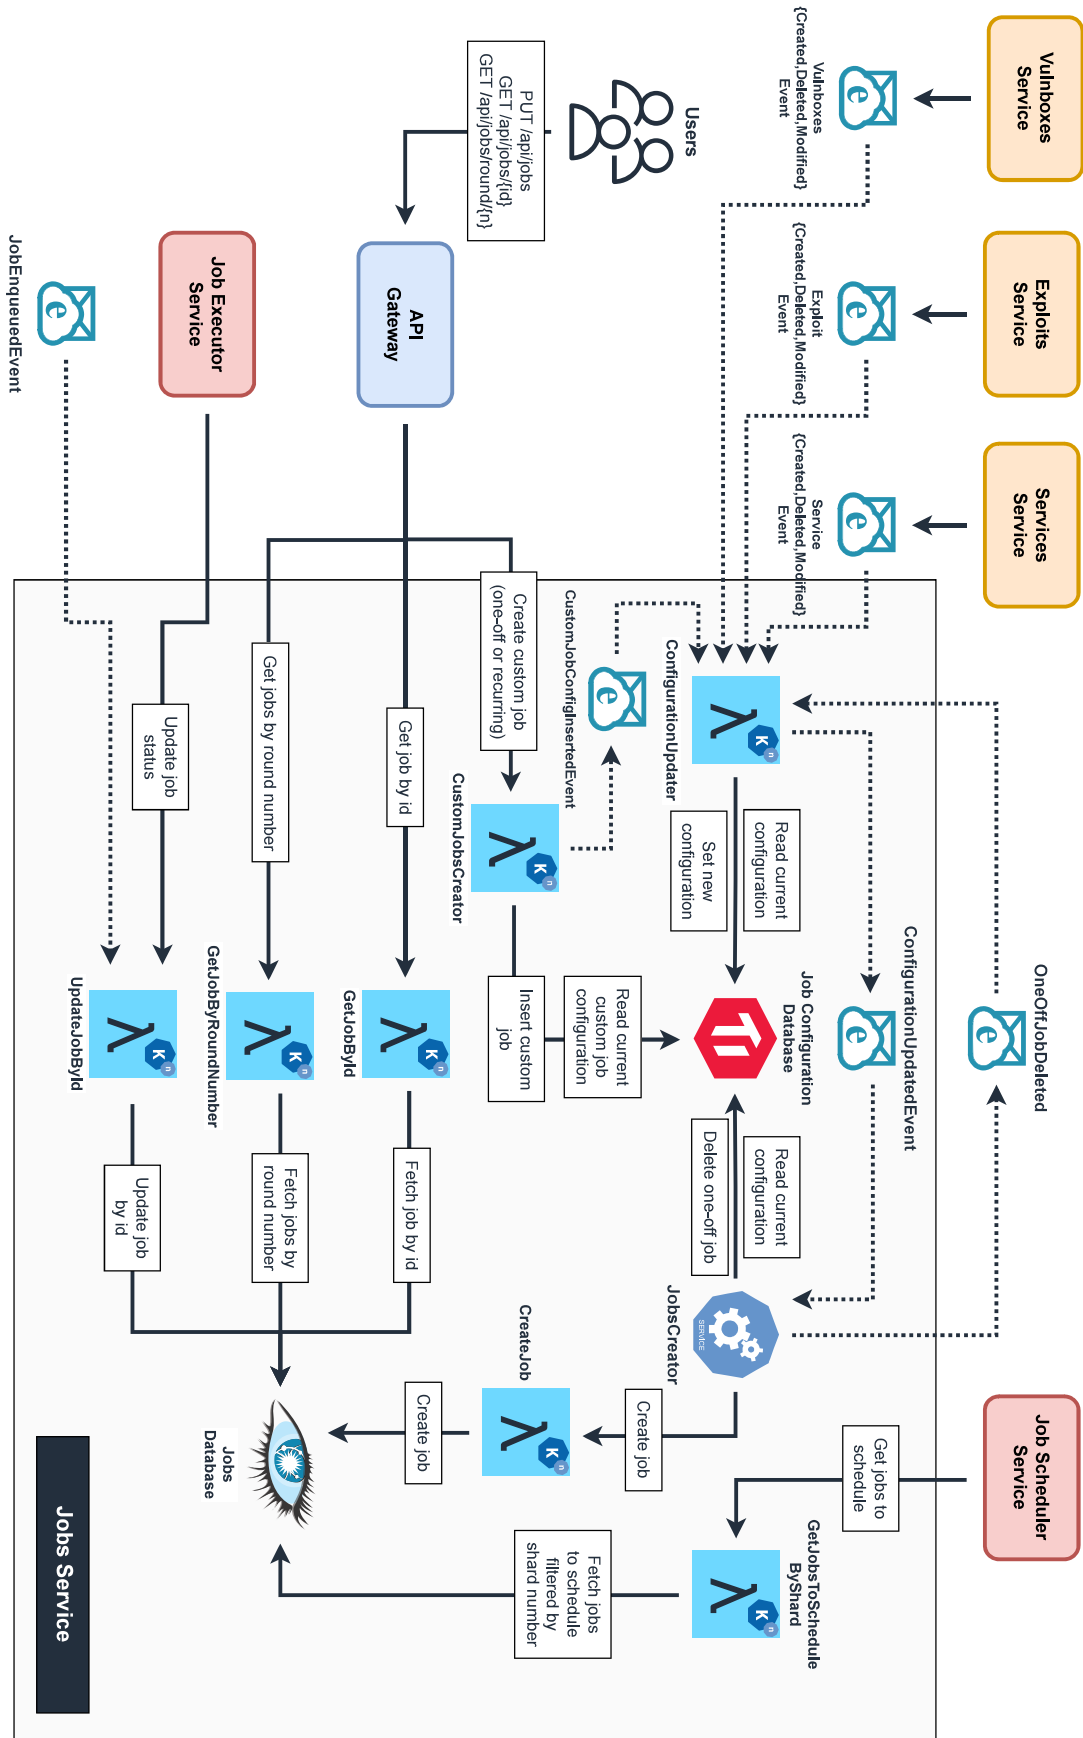 Vulnboxes
Service
Exploits
Service
Services
Service
Job Scheduler
Service
Vulnboxes
{Created,Deleted,Modified}
Event
Exploit
{Created,Deleted,Modified}
Event
Service
{Created,Deleted,Modified}
Event
OneOffJobDeleted
ConfigurationUpdatedEvent
Get jobs to
schedule
GetJobsToSchedule
ByShard
Users
PUT /api/jobs
GET /api/jobs/{id}
GET /api/jobs/round/{n}
ConfigurationUpdater
Read current
configuration
Set new
configuration
Job Configuration
Database
Read current
configuration
Delete one-off job
JobsCreator
SERVICE
CustomJobConfigInsertedEvent
Create custom job
(one-off or recurring)
CustomJobsCreator
Read current
custom job
configuration
Insert custom
job
Create job
CreateJob
Create job
Fetch jobs
to schedule
filtered by
shard number
API
Gateway
Get job by id
GetJobById
Fetch job by id
Get jobs by round number
GetJobByRoundNumber
Fetch jobs by
round number
Jobs
Database
Job Executor
Service
Update job
status
UpdateJobById
Update job
by id
JobEnqueuedEvent
Jobs Service
e
e
e
e
e
e
K
n
K
n
K
n
K
n
K
n
K
n
K
n
λ
λ
λ
λ
λ
λ
λ